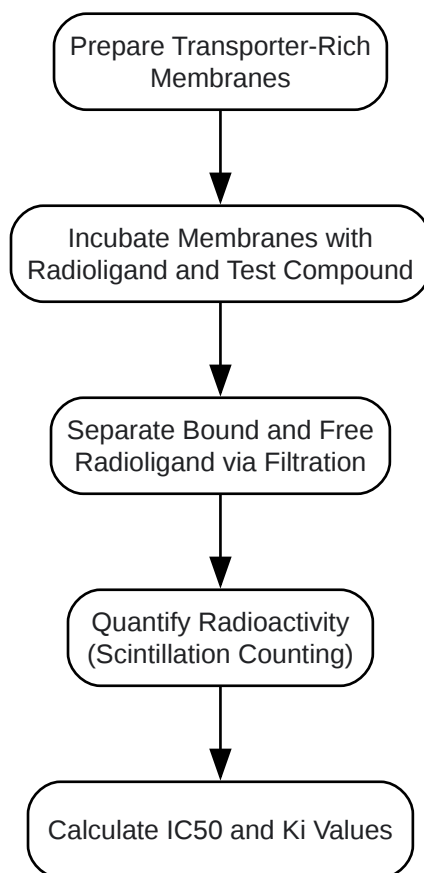 Prepare Transporter-Rich
Membranes
Incubate Membranes with
Radioligand and Test Compound
Separate Bound and Free
Radioligand via Filtration
Quantify Radioactivity
(Scintillation Counting)
Calculate IC50 and Ki Values